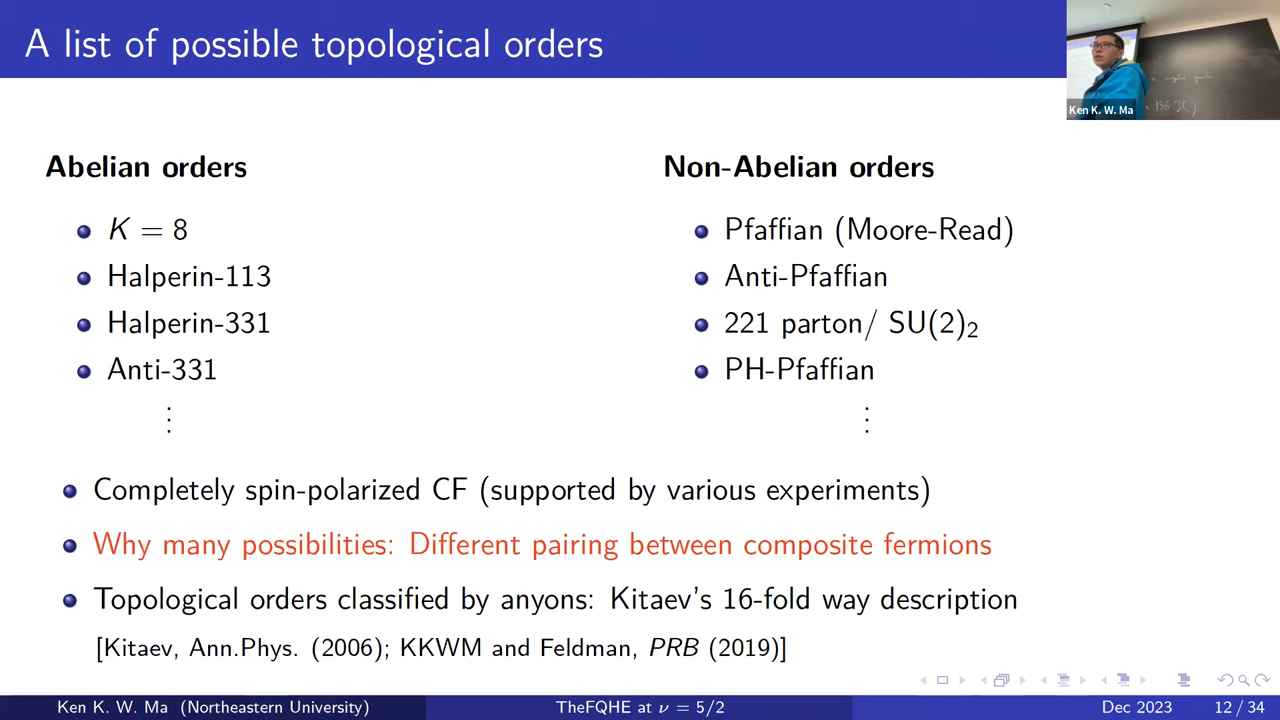 A list of possible topological orders
Ken K. W. Ma
Abelian orders
K = 8
Halperin-113
Halperin-331
Anti-331
⋮
Non-Abelian orders
Pfaffian (Moore-Read)
Anti-Pfaffian
221 parton/ SU(2)₂
PH-Pfaffian
⋮
Completely spin-polarized CF (supported by various experiments)
Why many possibilities: Different pairing between composite fermions
Topological orders classified by anyons: Kitaev's 16-fold way description
[Kitaev, Ann.Phys. (2006); KKWM and Feldman, PRB (2019)]
Ken K. W. Ma (Northeastern University)
TheFQHE at ν = 5/2
Dec 2023
12 / 34